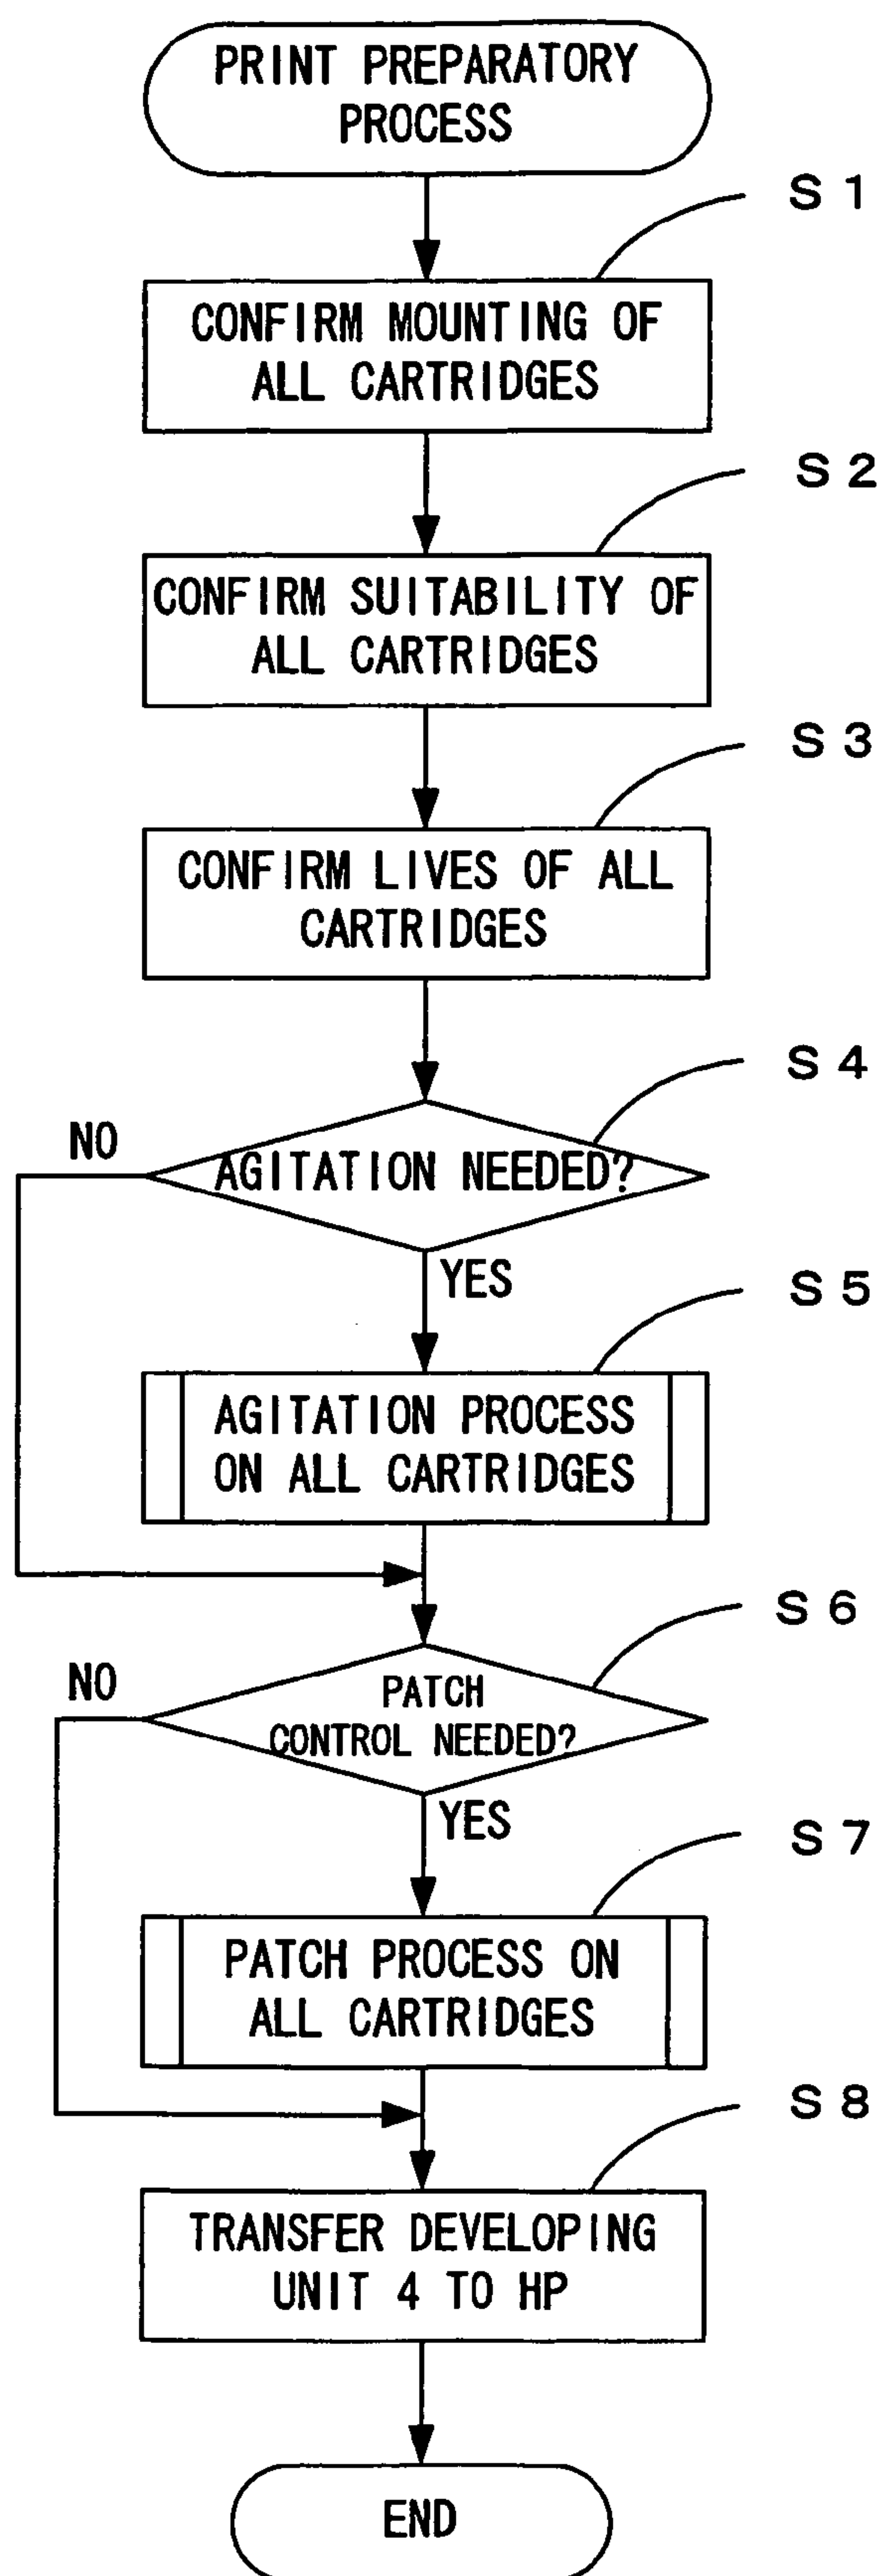 PRINT PREPARATORY
PROCESS
S1
CONFIRM MOUNTING OF
ALL CARTRIDGES
S2
CONFIRM SUITABILITY OF
ALL CARTRIDGES
S3
CONFIRM LIVES OF ALL
CARTRIDGES
S4
NO
AGITATION NEEDED?
YES
S5
AGITATION PROCESS
ON ALL CARTRIDGES
S6
NO
PATCH
CONTROL NEEDED?
YES
S7
PATCH PROCESS ON
ALL CARTRIDGES
S8
TRANSFER DEVELOPING
UNIT 4 TO HP
END